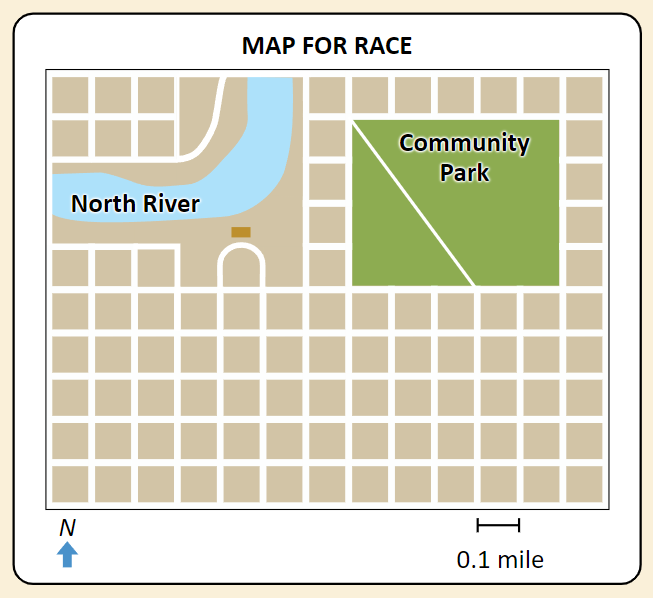 MAP FOR RACE
Community
Park
North River
N
0.1 mile